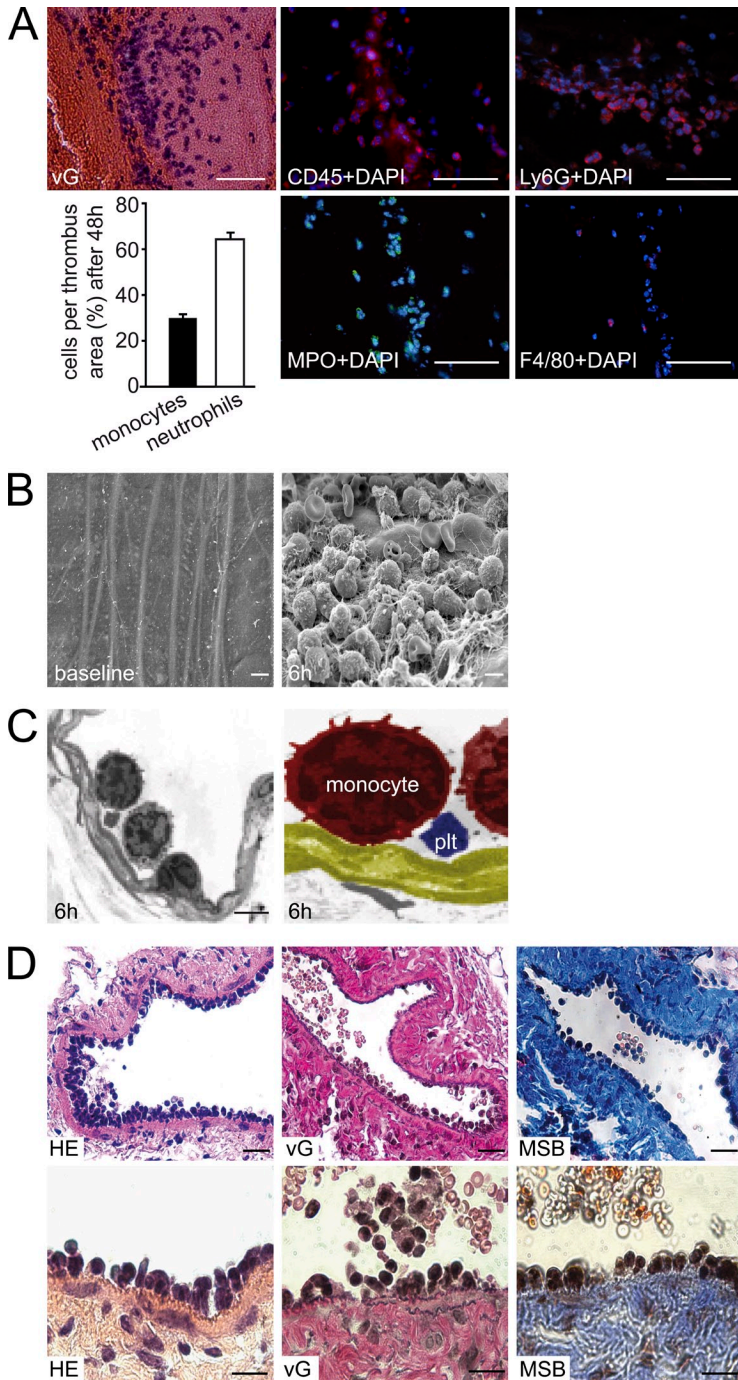 A
vG
CD45+DAPI
Ly6G+DAPI
cells per thrombus
area (%) after 48h
80
60
40
20
0
monocytes
neutrophils
MPO+DAPI
F4/80+DAPI
B
baseline
6h
C
6h
monocyte
plt
6h
D
HE
vG
MSB
HE
vG
MSB